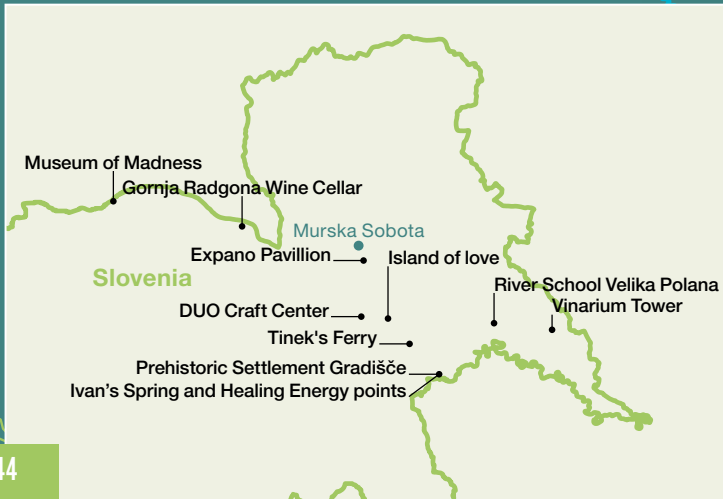 Museum of Madness
Gornja Radgona Wine Cellar
Murska Sobota
Expano Pavillion
Island of love
Slovenia
River School Velika Polana
Vinarium Tower
DUO Craft Center
Tinek's Ferry
Prehistoric Settlement Gradišče
Ivan’s Spring and Healing Energy points
44